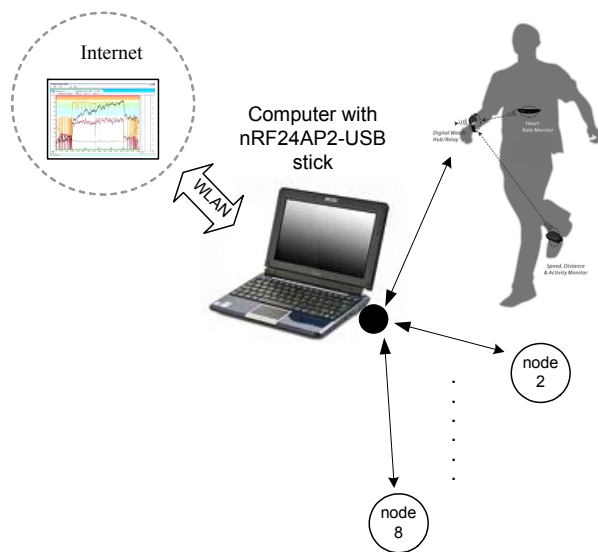 Internet
Computer with
nRF24AP2-USB
stick
WLAN
Digital Watch
Hub/Relay
Heart
Rate Monitor
Speed, Distance
& Activity Monitor
node
2
node
8